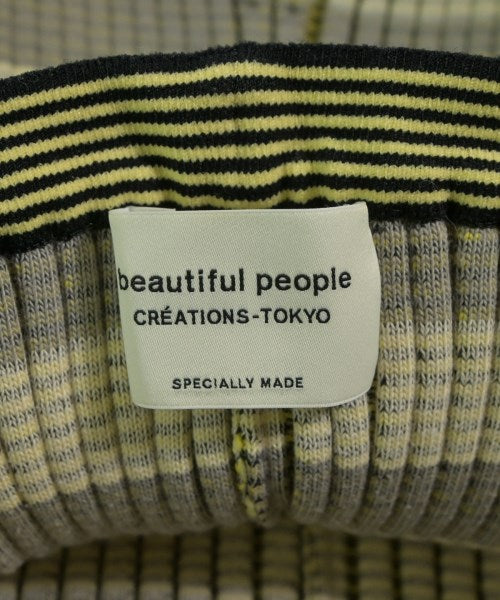 beautiful people
CRÉATIONS-TOKYO
SPECIALLY MADE